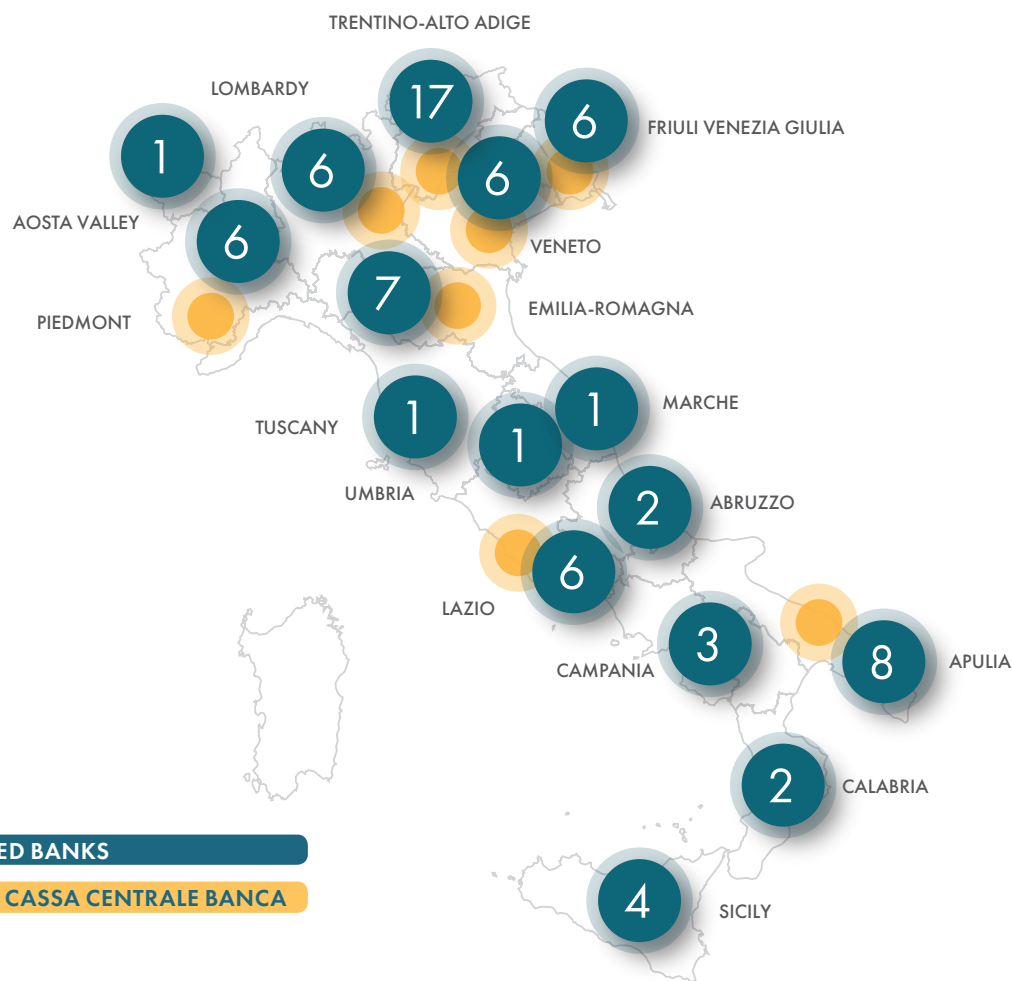 TRENTINO-ALTO ADIGE
LOMBARDY
17
6
FRIULI VENEZIA GIULIA
1
6
6
AOSTA VALLEY
6
VENETO
7
EMILIA-ROMAGNA
PIEDMONT
1
1
MARCHE
TUSCANY
1
UMBRIA
2
ABRUZZO
6
LAZIO
3
CAMPANIA
8
APULIA
2
CALABRIA
ED BANKS
CASSA CENTRALE BANCA
4
SICILY